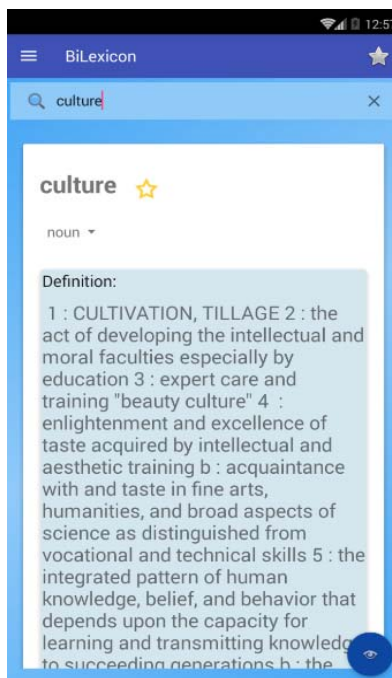 12:57
BiLexicon
culture
culture
noun
Definition:
1 : CULTIVATION, TILLAGE 2 : the
act of developing the intellectual and
moral faculties especially by
education 3 : expert care and
training "beauty culture" 4 :
enlightenment and excellence of
taste acquired by intellectual and
aesthetic training b : acquaintance
with and taste in fine arts,
humanities, and broad aspects of
science as distinguished from
vocational and technical skills 5 : the
integrated pattern of human
knowledge, belief, and behavior that
depends upon the capacity for
learning and transmitting knowledg
to succeeding generations b : the